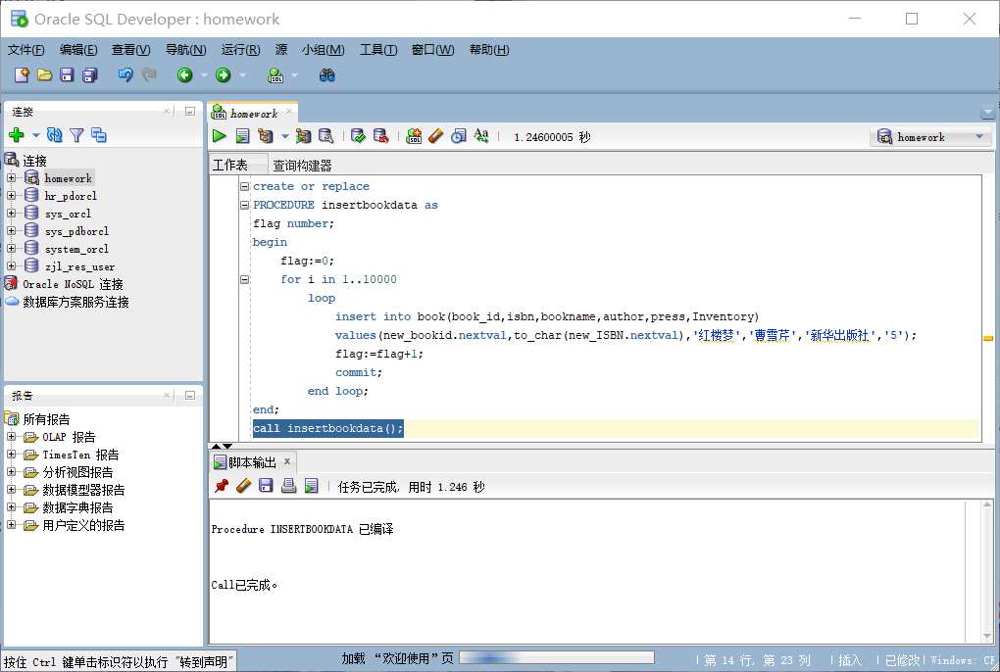 Oracle SQL Developer : homework
文件(F) 编辑(E) 查看(V) 导航(N) 运行(R) 源 小组(M) 工具(T) 窗口(W) 帮助(H)
连接
连接
homework
hr_pdorcl
sys_orcl
sys_pdborcl
system_orcl
zjl_res_user
Oracle NoSQL 连接
数据库方案服务连接
报告
所有报告
OLAP 报告
TimesTen 报告
分析视图报告
数据模型器报告
数据字典报告
用户定义的报告
homework
1.24600005 秒
homework
工作表 查询构建器
create or replace
PROCEDURE insertbookdata as
flag number;
begin
flag:=0;
for i in 1..10000
loop
insert into book(book_id,isbn,bookname,author,press,Inventory)
values(new_bookid.nextval,to_char(new_ISBN.nextval),'红楼梦','曹雪芹','新华出版社','5');
flag:=flag+1;
commit;
end loop;
end;
call insertbookdata();
脚本输出
任务已完成, 用时 1.246 秒
Procedure INSERTBOOKDATA 已编译
Call已完成。
按住 Ctrl 键单击标识符以执行 "转到声明"
加载 “欢迎使用”页
第 14 行, 第 23 列 插入 已修改 Windows: CF